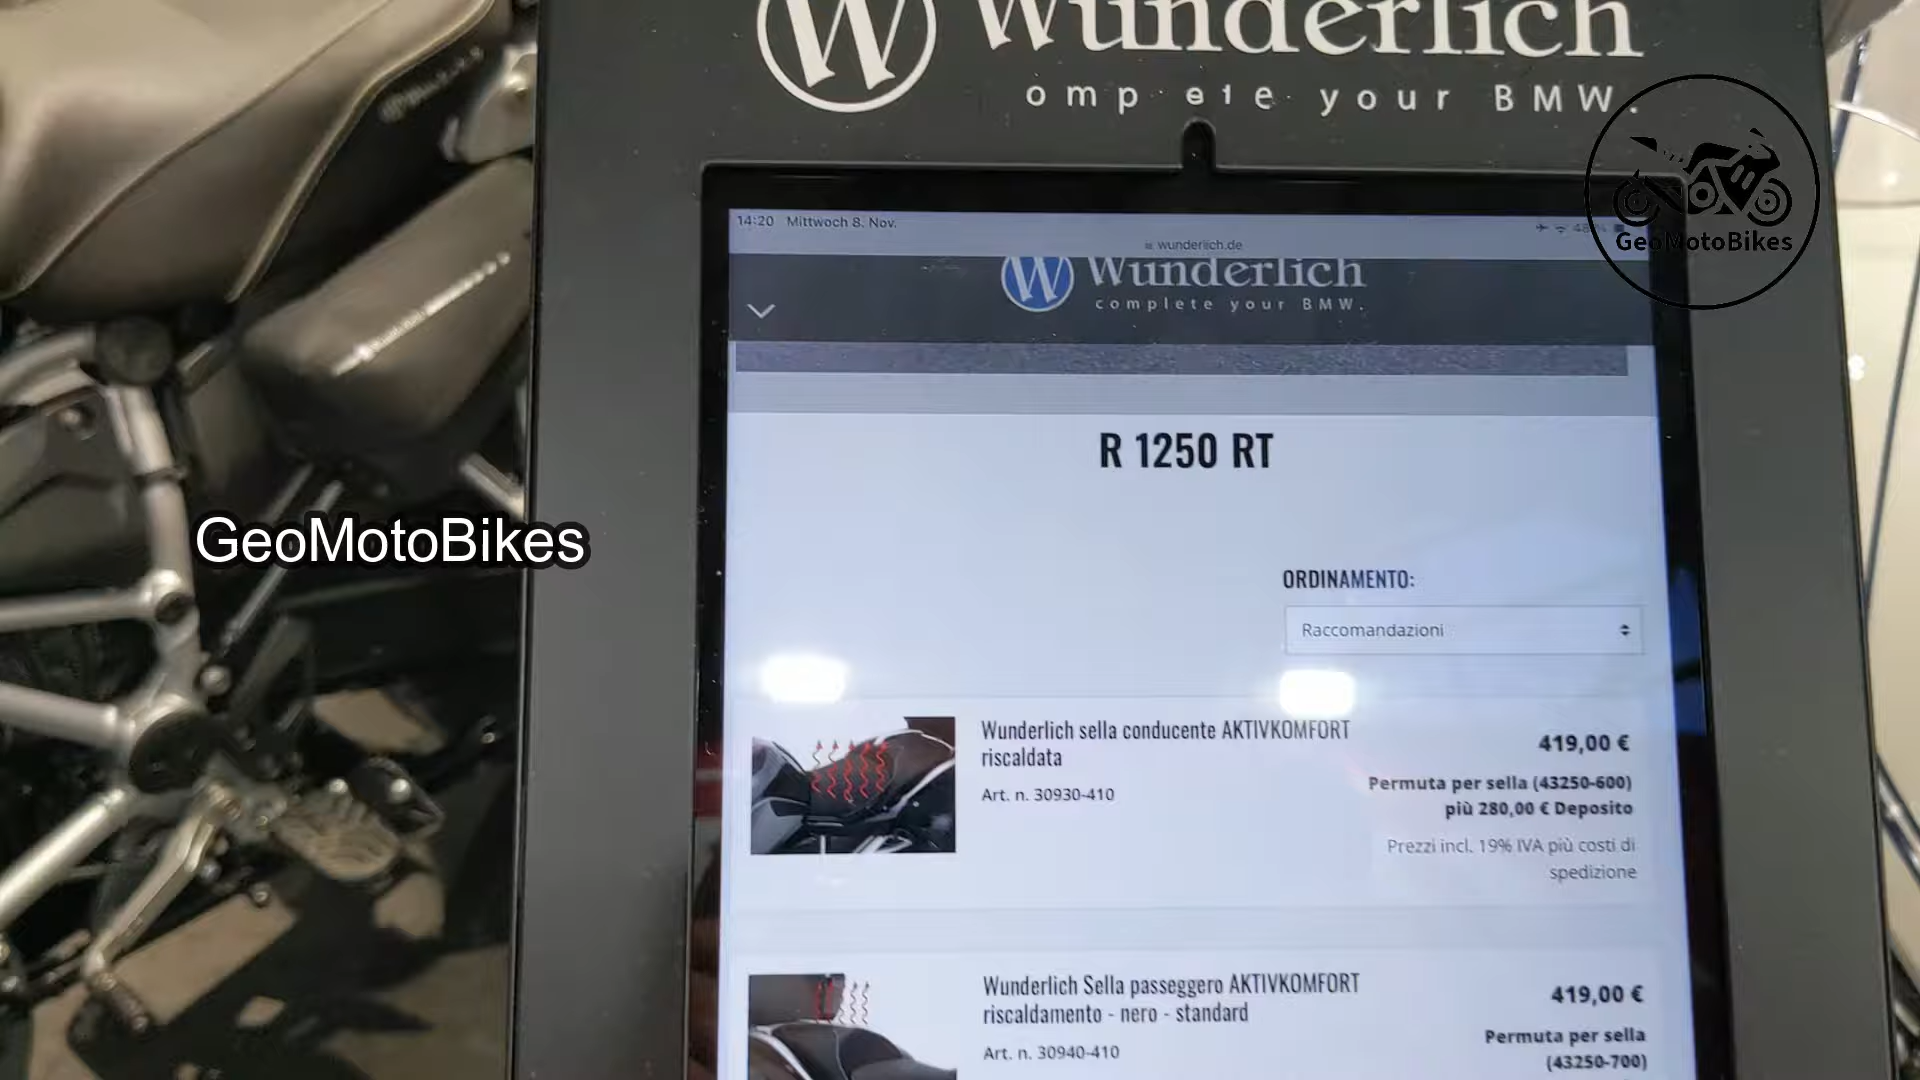 Wunderlich
omp ete your BMW.
GeoMotoBikes
14:20 Mittwoch 8. Nov.
wunderlich.de
Wunderlich
complete your BMW.
R 1250 RT
GeoMotoBikes
ORDINAMENTO:
Raccomandazioni
Wunderlich sella conducente AKTIVKOMFORT
riscaldata
Art. n. 30930-410
419,00 €
Permuta per sella (43250-600)
più 280,00 € Deposito
Prezzi incl. 19% IVA più costi di
spedizione
Wunderlich Sella passeggero AKTIVKOMFORT
riscaldamento - nero - standard
Art. n. 30940-410
419,00 €
Permuta per sella
(43250-700)